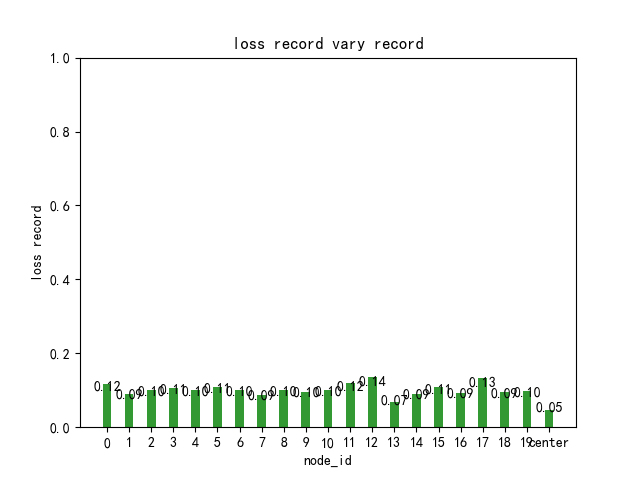 loss record vary record
1.0
0.8
0.6
0.4
0.2
0.0
loss record
0.12 0.09 0.10 0.11 0.10 0.11 0.10 0.09 0.10 0.10 0.10 0.12 0.14 0.07 0.09 0.11 0.09 0.13 0.09 0.10 0.05
0 1 2 3 4 5 6 7 8 9 10 11 12 13 14 15 16 17 18 19 center
node_id